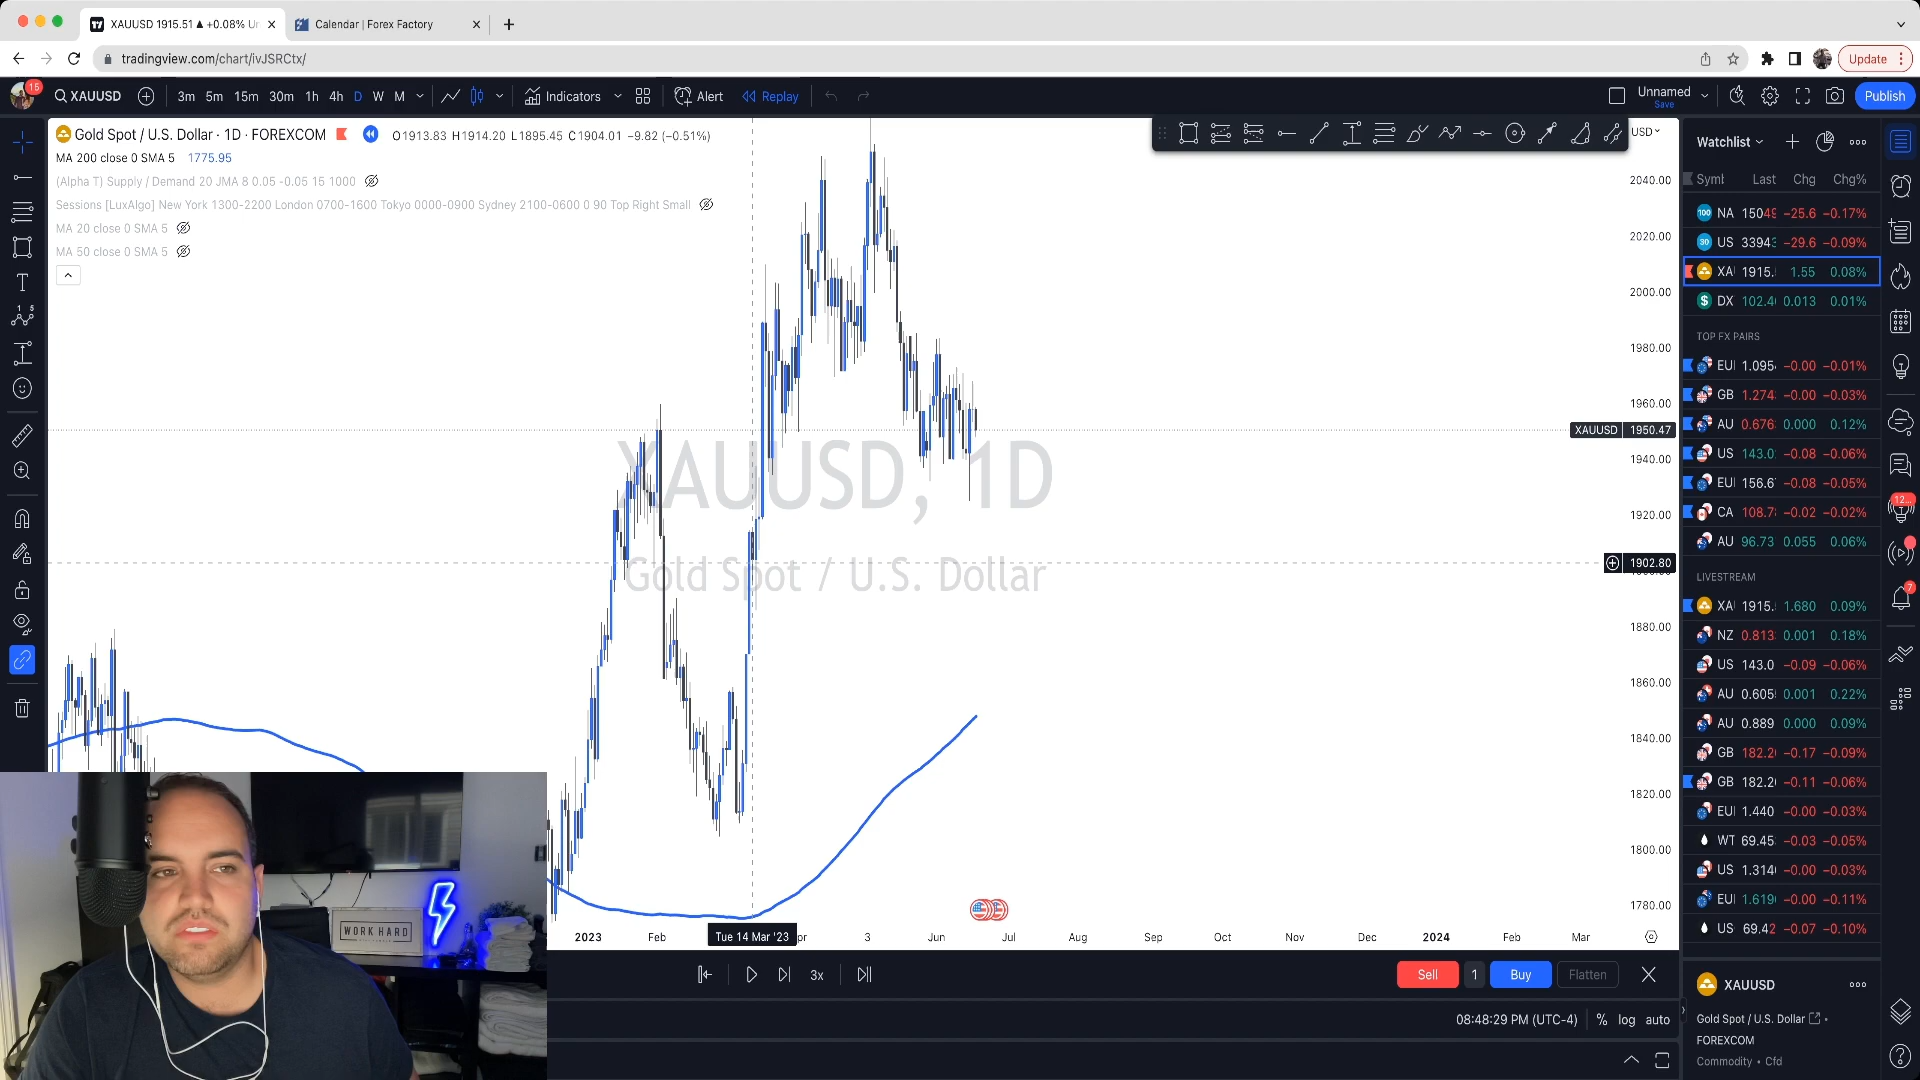 XAUUSD 1915.51 ▲ +0.08% Un
Calendar | Forex Factory
tradingview.com/chart/ivJSRCtx/
Update
15
XAUUSD
3m 5m 15m 30m 1h 4h D W M
Indicators
Alert
Replay
Unnamed
Save
Publish
Gold Spot / U.S. Dollar · 1D · FOREXCOM
O1913.83 H1914.20 L1895.45 C1904.01 −9.82 (−0.51%)
MA 200 close 0 SMA 5 1775.95
(Alpha T) Supply / Demand 20 JMA 8 0.05 -0.05 15 1000
Sessions [LuxAlgo] New York 1300-2200 London 0700-1600 Tokyo 0000-0900 Sydney 2100-0600 0 90 Top Right Small
MA 20 close 0 SMA 5
MA 50 close 0 SMA 5
XAUUSD, 1D
Gold Spot / U.S. Dollar
USD
2040.00
2020.00
2000.00
1980.00
1960.00
XAUUSD 1950.47
1940.00
1920.00
1902.80
1880.00
1860.00
1840.00
1820.00
1800.00
1780.00
2023 Feb Tue 14 Mar '23 pr 3 Jun Jul Aug Sep Oct Nov Dec 2024 Feb Mar
3x
Sell 1 Buy Flatten
08:48:29 PM (UTC-4) % log auto
WORK HARD
Watchlist
Symb Last Chg Chg%
NA 15049 −25.6 −0.17%
US 3394 −29.6 −0.09%
XAU 1915. 1.55 0.08%
DX 102.4 0.013 0.01%
TOP FX PAIRS
EUR 1.095 −0.00 −0.01%
GB 1.274 −0.00 −0.03%
AU 0.676 0.000 0.12%
US 143.0 −0.08 −0.06%
EUR 156.6 −0.08 −0.05%
CA 108.7 −0.02 −0.02%
AU 96.73 0.055 0.06%
LIVESTREAM
XAU 1915. 1.680 0.09%
NZ 0.813 0.001 0.18%
US 143.0 −0.09 −0.06%
AU 0.605 0.001 0.22%
AU 0.889 0.000 0.09%
GB 182.2 −0.17 −0.09%
GB 182.2 −0.11 −0.06%
EUR 1.440 −0.00 −0.03%
WT 69.45 −0.03 −0.05%
US 1.314 −0.00 −0.03%
EUR 1.619 −0.00 −0.11%
US 69.42 −0.07 −0.10%
XAUUSD
Gold Spot / U.S. Dollar
FOREXCOM
Commodity • Cfd
12...
7